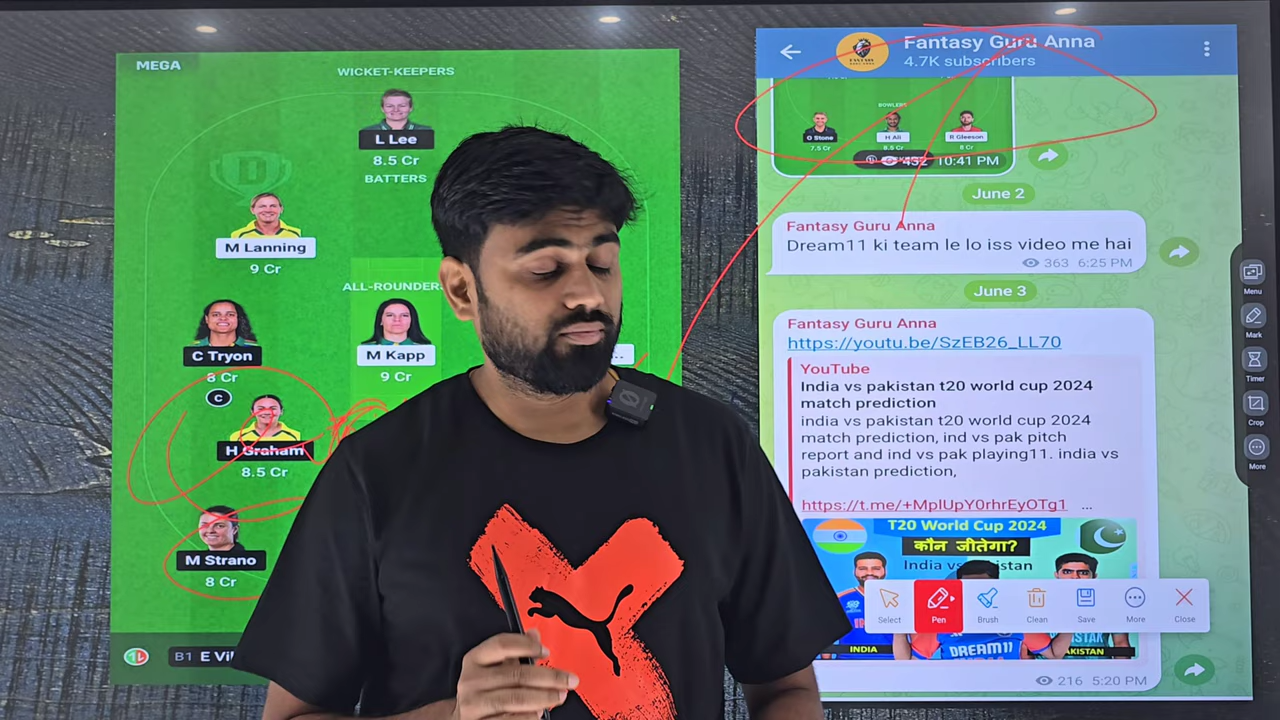 MEGA
WICKET-KEEPERS
L Lee
8.5 Cr
BATTERS
M Lanning
9 Cr
ALL-ROUNDERS
C Tryon
8 Cr
M Kapp
9 Cr
...
C
H Graham
8.5 Cr
M Strano
8 Cr
B1 E Vil
Fantasy Guru Anna
4.7K subscribers
BOWLERS
O Stone
7.5 Cr
H Ali
8.5 Cr
R Gleeson
8 Cr
432 10:41 PM
June 2
Fantasy Guru Anna
Dream11 ki team le lo iss video me hai
363 6:25 PM
June 3
Fantasy Guru Anna
https://youtu.be/SzEB26_LL70
YouTube
India vs pakistan t20 world cup 2024
match prediction
india vs pak t20 world cup 2024
match prediction, ind vs pak pitch
report and ind vs pak playing11. india vs
pakistan prediction,
https://t.me/+MplUpY0rhrEyOTg1 ...
T20 World Cup 2024
कौन जीतेगा?
India vs
istan
INDIA
DREAM11
AKISTAN
216 5:20 PM
Select
Pen
Brush
Clean
Save
More
Close
Menu
Mark
Timer
Crop
More
PUMA